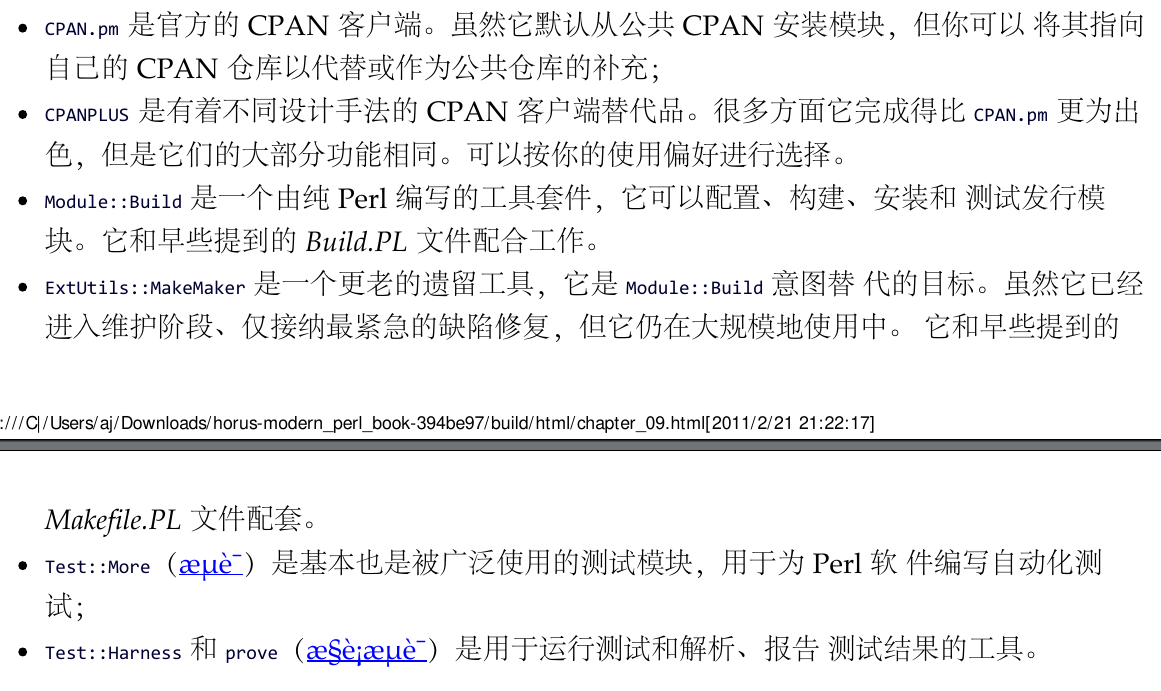 • CPAN.pm 是官方的 CPAN 客户端。虽然它默认从公共 CPAN 安装模块，但你可以 将其指向
自己的 CPAN 仓库以代替或作为公共仓库的补充；
• CPANPLUS 是有着不同设计手法的 CPAN 客户端替代品。很多方面它完成得比 CPAN.pm 更为出
色，但是它们的大部分功能相同。可以按你的使用偏好进行选择。
• Module::Build 是一个由纯 Perl 编写的工具套件，它可以配置、构建、安装和 测试发行模
块。它和早些提到的 Build.PL 文件配合工作。
• ExtUtils::MakeMaker 是一个更老的遗留工具，它是 Module::Build 意图替 代的目标。虽然它已经
进入维护阶段、仅接纳最紧急的缺陷修复，但它仍在大规模地使用中。 它和早些提到的
:///C|/Users/aj/Downloads/horus-modern_perl_book-394be97/build/html/chapter_09.html[2011/2/21 21:22:17]
Makefile.PL 文件配套。
• Test::More（æµè¯）是基本也是被广泛使用的测试模块，用于为 Perl 软 件编写自动化测
试；
• Test::Harness 和 prove（æ§è¡æµè¯）是用于运行测试和解析、报告 测试结果的工具。